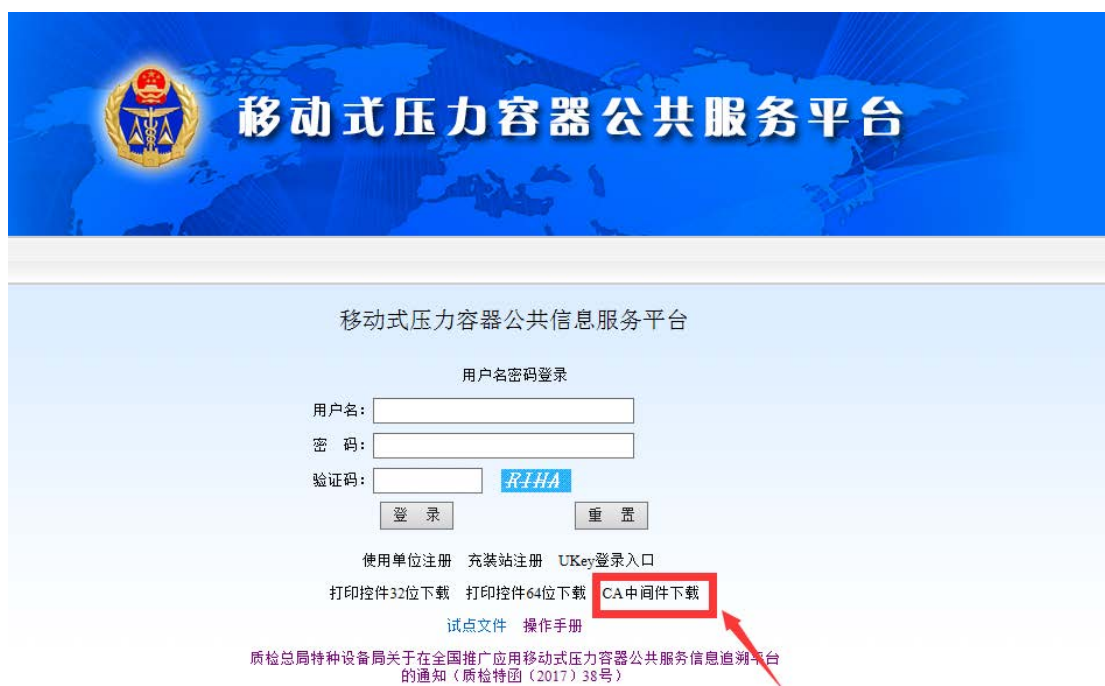 移动式压力容器公共服务平台
移动式压力容器公共信息服务平台
用户名密码登录
用户名:
密 码:
验证码: RIHA
登 录 重 置
使用单位注册 充装站注册 UKey登录入口
打印控件32位下载 打印控件64位下载 CA中间件下载
试点文件 操作手册
质检总局特种设备局关于在全国推广应用移动式压力容器公共服务信息追溯平台
的通知(质检特函(2017)38号)